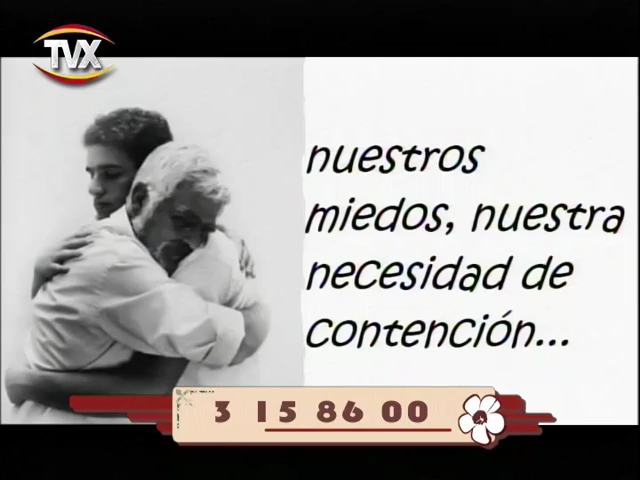 TVX
nuestros
miedos, nuestra
necesidad de
contención...
3 15 86 00